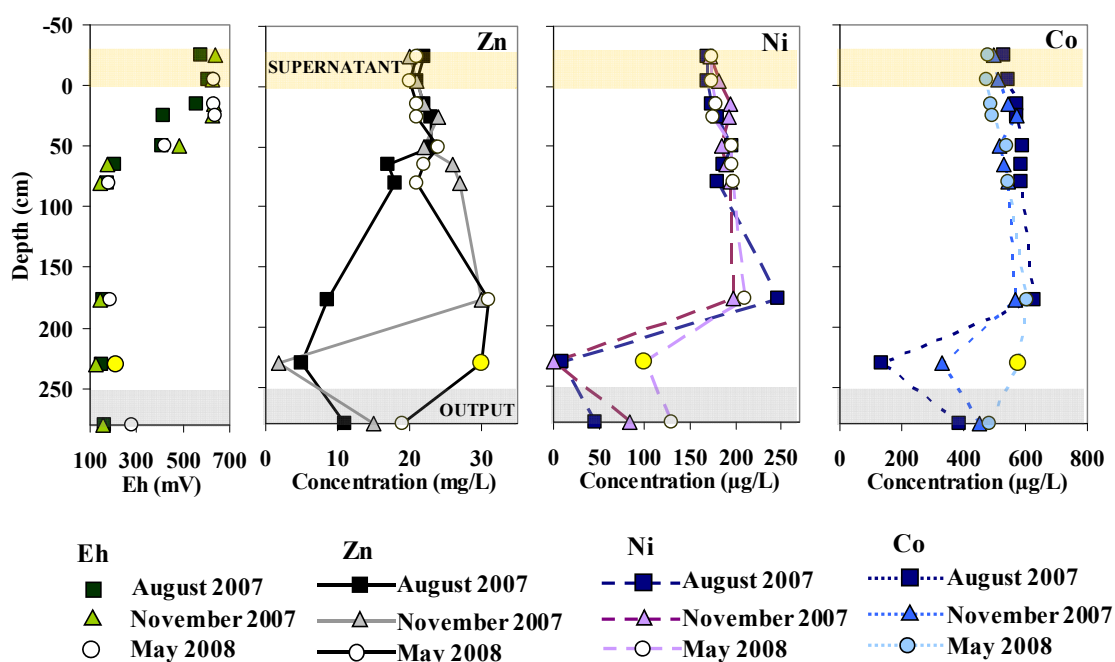 -50
0
50
100
150
200
250
Depth (cm)
Zn
Ni
Co
SUPERNATANT
OUTPUT
100 300 500 700
Eh (mV)
0 10 20 30
Concentration (mg/L)
0 50 100 150 200 250
Concentration (µg/L)
0 200 400 600 800
Concentration (µg/L)
Eh
August 2007
November 2007
May 2008
Zn
August 2007
November 2007
May 2008
Ni
August 2007
November 2007
May 2008
Co
August 2007
November 2007
May 2008